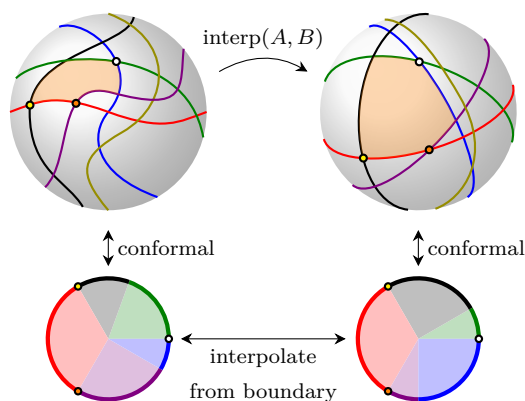 interp(A, B)
conformal
conformal
interpolate
from boundary